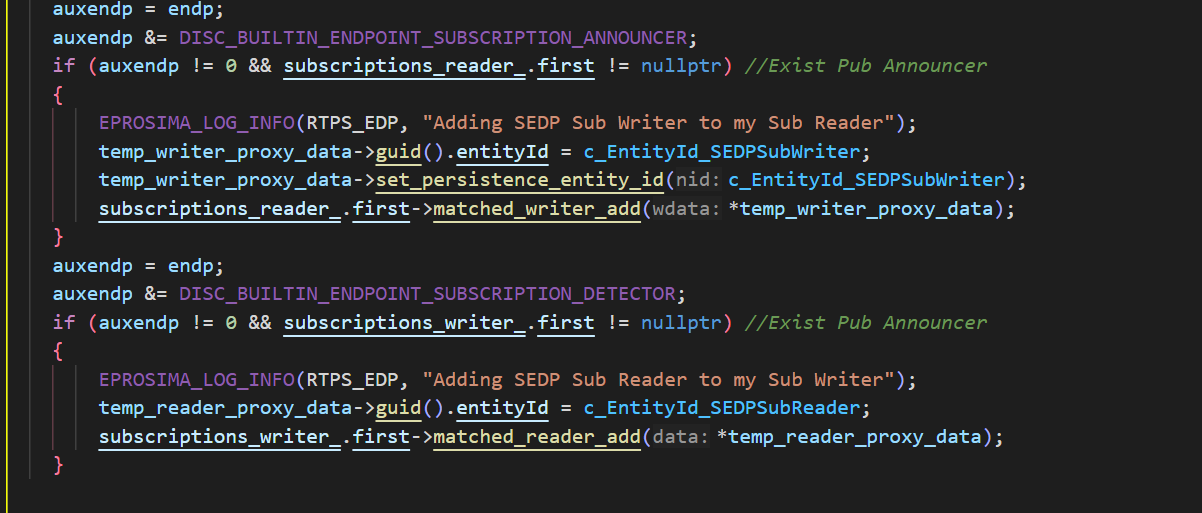 auxendp = endp;
auxendp &= DISC_BUILTIN_ENDPOINT_SUBSCRIPTION_ANNOUNCER;
if (auxendp != 0 && subscriptions_reader_.first != nullptr) //Exist Pub Announcer
{
    EPROSIMA_LOG_INFO(RTPS_EDP, "Adding SEDP Sub Writer to my Sub Reader");
    temp_writer_proxy_data->guid().entityId = c_EntityId_SEDPSubWriter;
    temp_writer_proxy_data->set_persistence_entity_id(nid: c_EntityId_SEDPSubWriter);
    subscriptions_reader_.first->matched_writer_add(wdata: *temp_writer_proxy_data);
}
auxendp = endp;
auxendp &= DISC_BUILTIN_ENDPOINT_SUBSCRIPTION_DETECTOR;
if (auxendp != 0 && subscriptions_writer_.first != nullptr) //Exist Pub Announcer
{
    EPROSIMA_LOG_INFO(RTPS_EDP, "Adding SEDP Sub Reader to my Sub Writer");
    temp_reader_proxy_data->guid().entityId = c_EntityId_SEDPSubReader;
    subscriptions_writer_.first->matched_reader_add(data: *temp_reader_proxy_data);
}